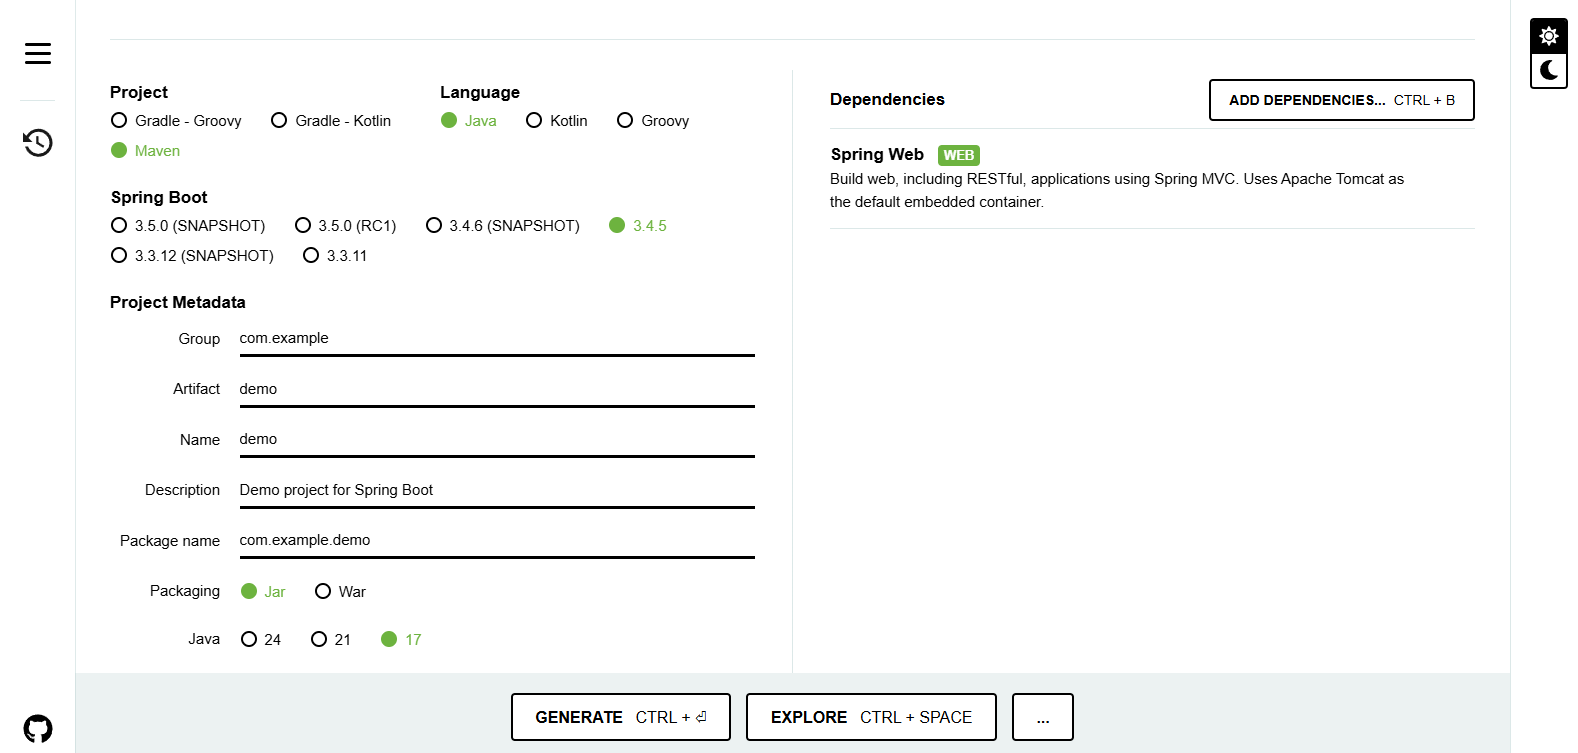 Project
Gradle - Groovy Gradle - Kotlin
Maven
Language
Java Kotlin Groovy
Spring Boot
3.5.0 (SNAPSHOT) 3.5.0 (RC1) 3.4.6 (SNAPSHOT) 3.4.5
3.3.12 (SNAPSHOT) 3.3.11
Project Metadata
Group com.example
Artifact demo
Name demo
Description Demo project for Spring Boot
Package name com.example.demo
Packaging Jar War
Java 24 21 17
Dependencies ADD DEPENDENCIES... CTRL + B
Spring Web WEB
Build web, including RESTful, applications using Spring MVC. Uses Apache Tomcat as
the default embedded container.
GENERATE CTRL + ⏎ EXPLORE CTRL + SPACE ...